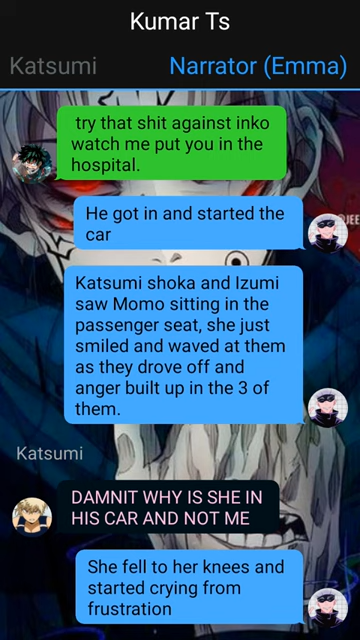 Kumar Ts
Katsumi Narrator (Emma)
try that shit against inko
watch me put you in the
hospital.
He got in and started the
car
Katsumi shoka and Izumi
saw Momo sitting in the
passenger seat, she just
smiled and waved at them
as they drove off and
anger built up in the 3 of
them.
Katsumi
DAMNIT WHY IS SHE IN
HIS CAR AND NOT ME
She fell to her knees and
started crying from
frustration